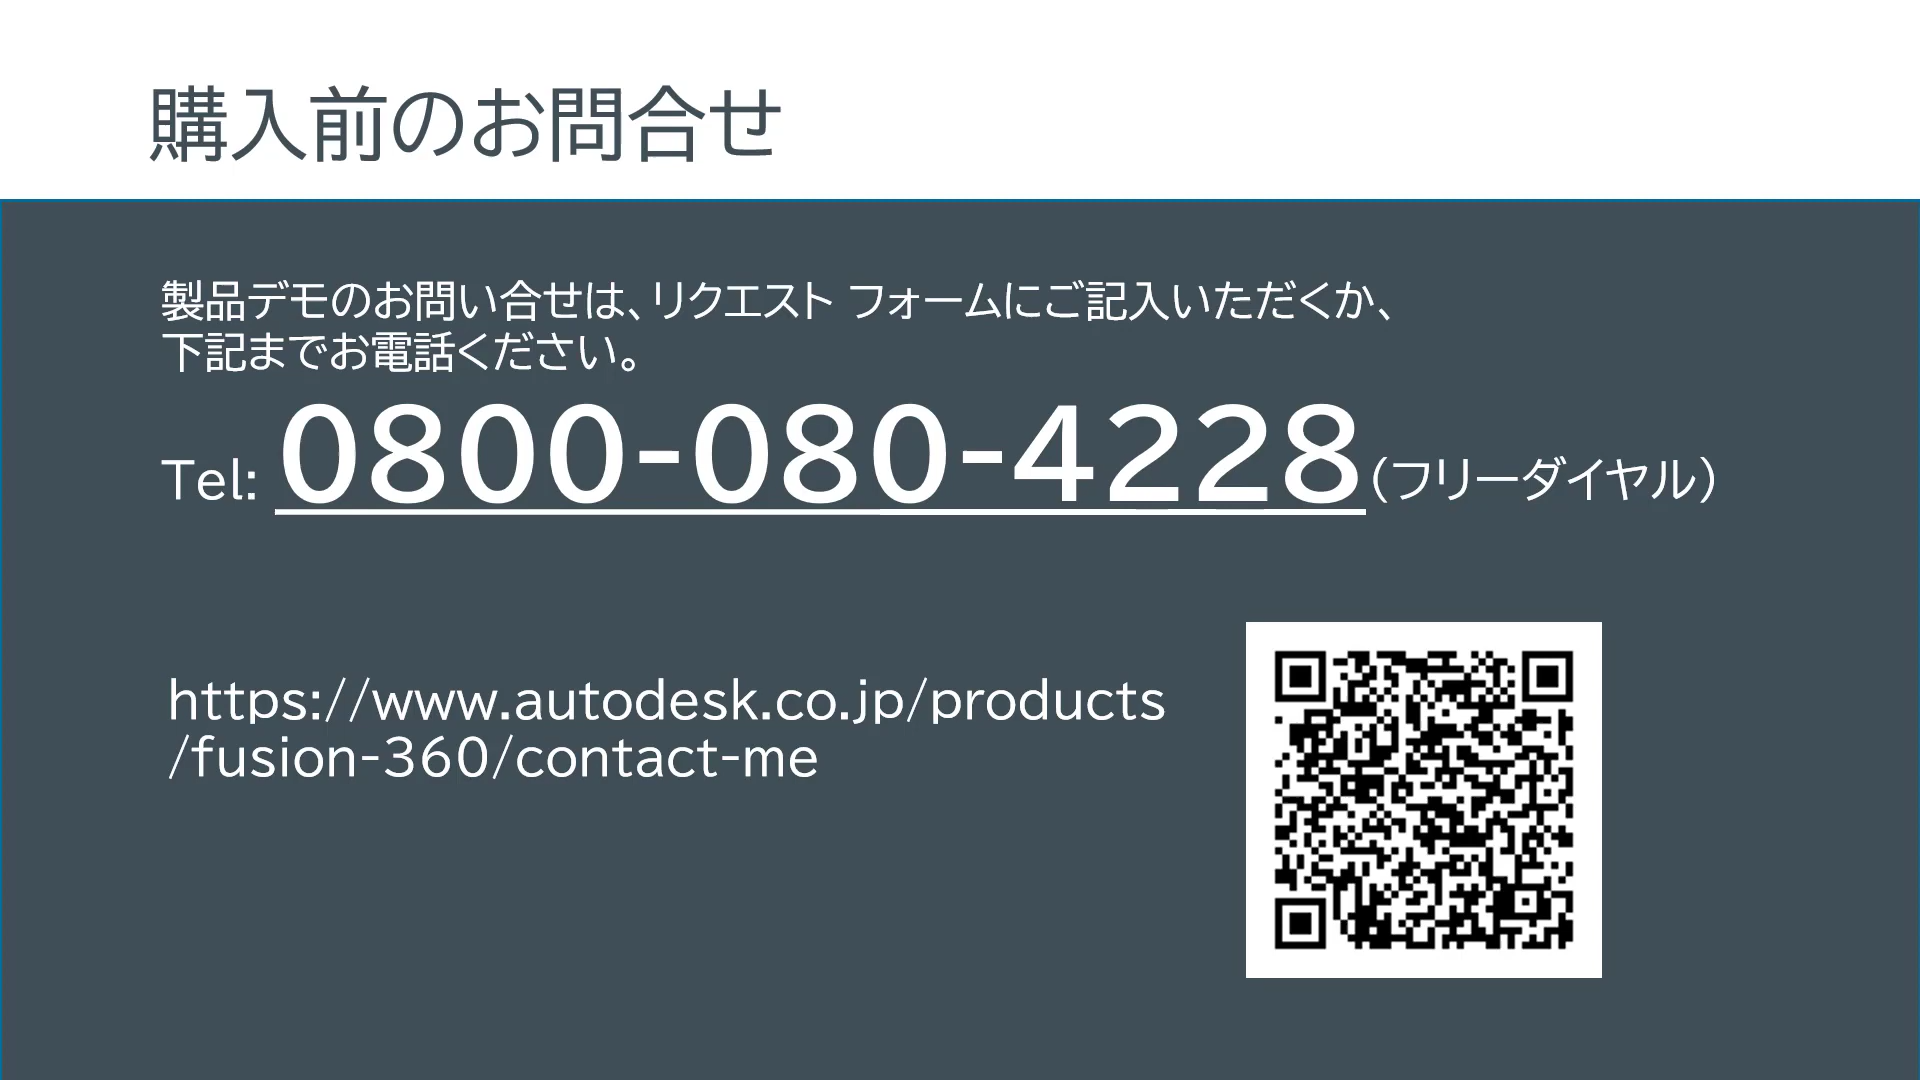 購入前のお問合せ
製品デモのお問い合せは、リクエスト フォームにご記入いただくか、
下記までお電話ください。
Tel: 0800-080-4228(フリーダイヤル)
https://www.autodesk.co.jp/products
/fusion-360/contact-me